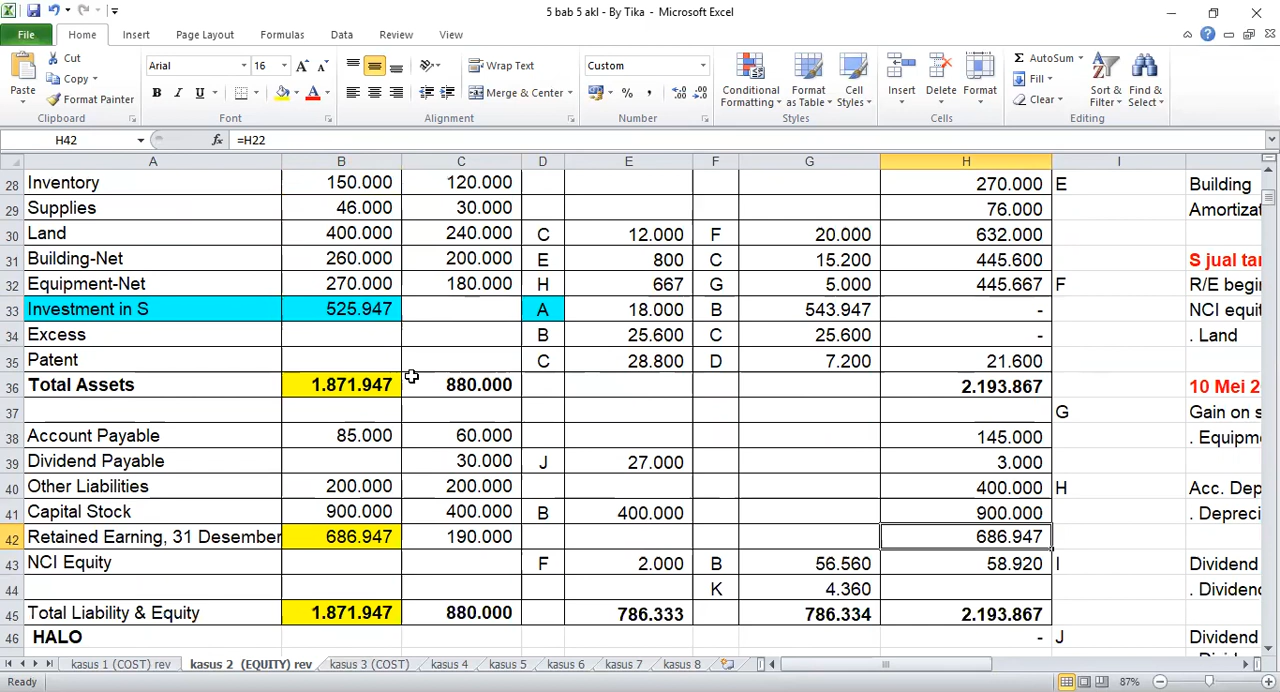 5 bab 5 akl - By Tika - Microsoft Excel
File Home Insert Page Layout Formulas Data Review View
Paste Cut Copy Format Painter Clipboard
Arial 16 B I U A Font
Wrap Text Merge & Center Alignment
Custom % , Number
Conditional Formatting Format as Table Cell Styles Styles
Insert Delete Format Cells
AutoSum Fill Clear Sort & Filter Find & Select Editing
H42 fx =H22
A B C D E F G H I
28 Inventory 150.000 120.000 270.000 E Building
29 Supplies 46.000 30.000 76.000 Amortizat
30 Land 400.000 240.000 C 12.000 F 20.000 632.000
31 Building-Net 260.000 200.000 E 800 C 15.200 445.600 S jual tar
32 Equipment-Net 270.000 180.000 H 667 G 5.000 445.667 F R/E begi
33 Investment in S 525.947 A 18.000 B 543.947 - NCI equit
34 Excess B 25.600 C 25.600 - . Land
35 Patent C 28.800 D 7.200 21.600
36 Total Assets 1.871.947 880.000 2.193.867 10 Mei 2
37 G Gain on s
38 Account Payable 85.000 60.000 145.000 . Equipm
39 Dividend Payable 30.000 J 27.000 3.000
40 Other Liabilities 200.000 200.000 400.000 H Acc. Dep
41 Capital Stock 900.000 400.000 B 400.000 900.000 . Depreci
42 Retained Earning, 31 Desember 686.947 190.000 686.947
43 NCI Equity F 2.000 B 56.560 58.920 I Dividend
44 K 4.360 . Dividend
45 Total Liability & Equity 1.871.947 880.000 786.333 786.334 2.193.867
46 HALO - J Dividend
kasus 1 (COST) rev kasus 2 (EQUITY) rev kasus 3 (COST) kasus 4 kasus 5 kasus 6 kasus 7 kasus 8
Ready 87%